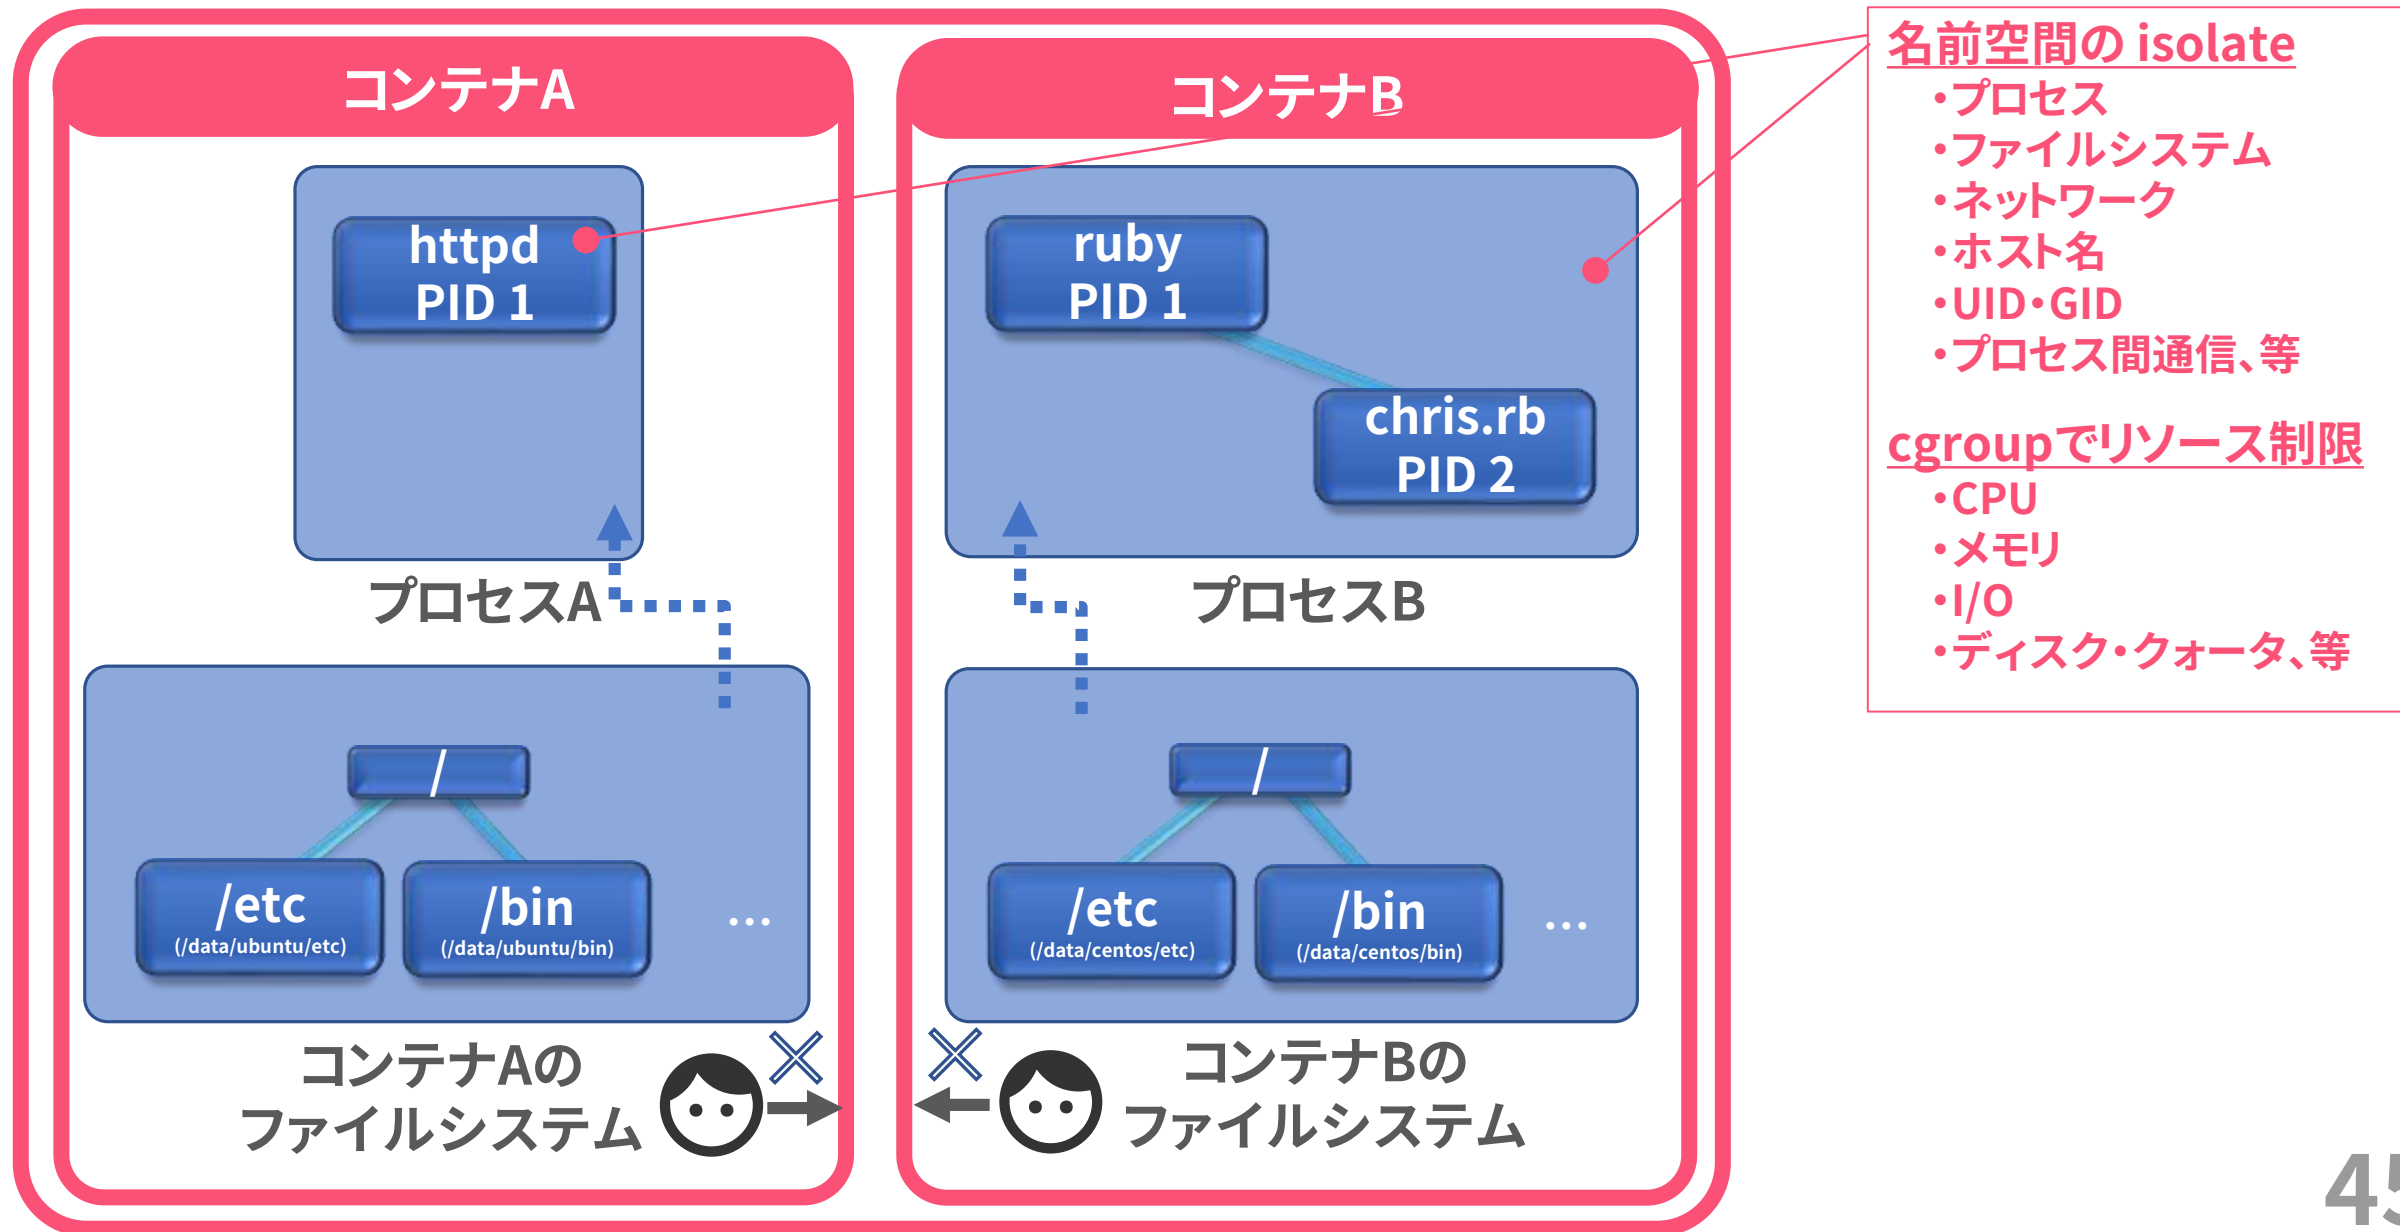 コンテナA
httpd
PID 1
プロセスA
/
/etc
(/data/ubuntu/etc)
/bin
(/data/ubuntu/bin)
...
コンテナAの
ファイルシステム
コンテナB
ruby
PID 1
chris.rb
PID 2
プロセスB
/
/etc
(/data/centos/etc)
/bin
(/data/centos/bin)
...
コンテナBの
ファイルシステム
名前空間の isolate
・プロセス
・ファイルシステム
・ネットワーク
・ホスト名
・UID・GID
・プロセス間通信、等
cgroupでリソース制限
・CPU
・メモリ
・I/O
・ディスク・クォータ、等
45